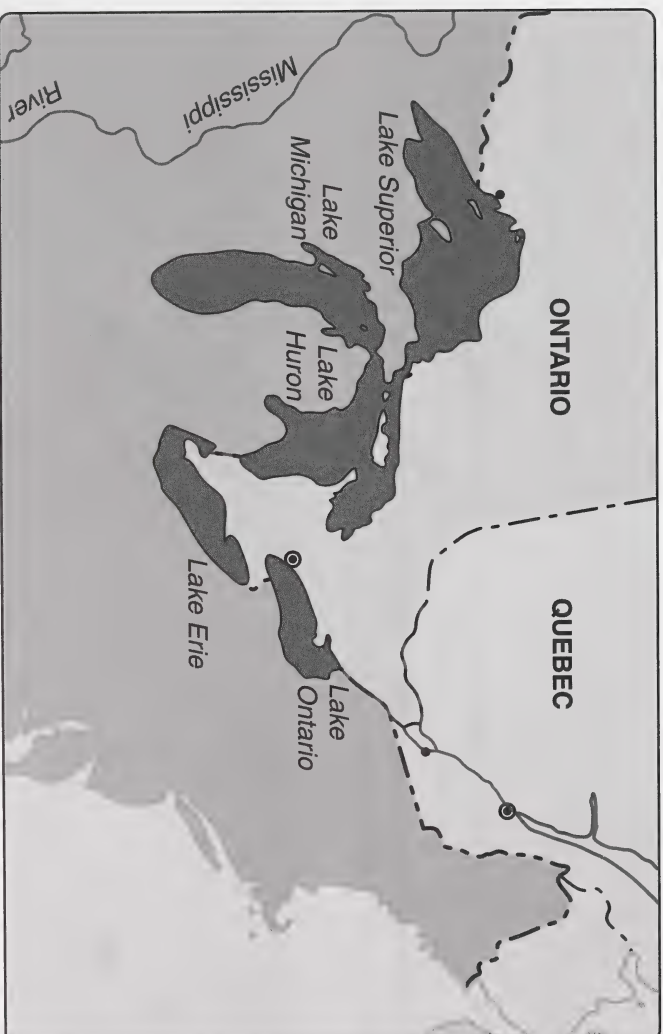 ONTARIO
QUEBEC
Lake Superior
Lake
Michigan
Lake
Huron
Lake Erie
Lake
Ontario
Mississippi
River